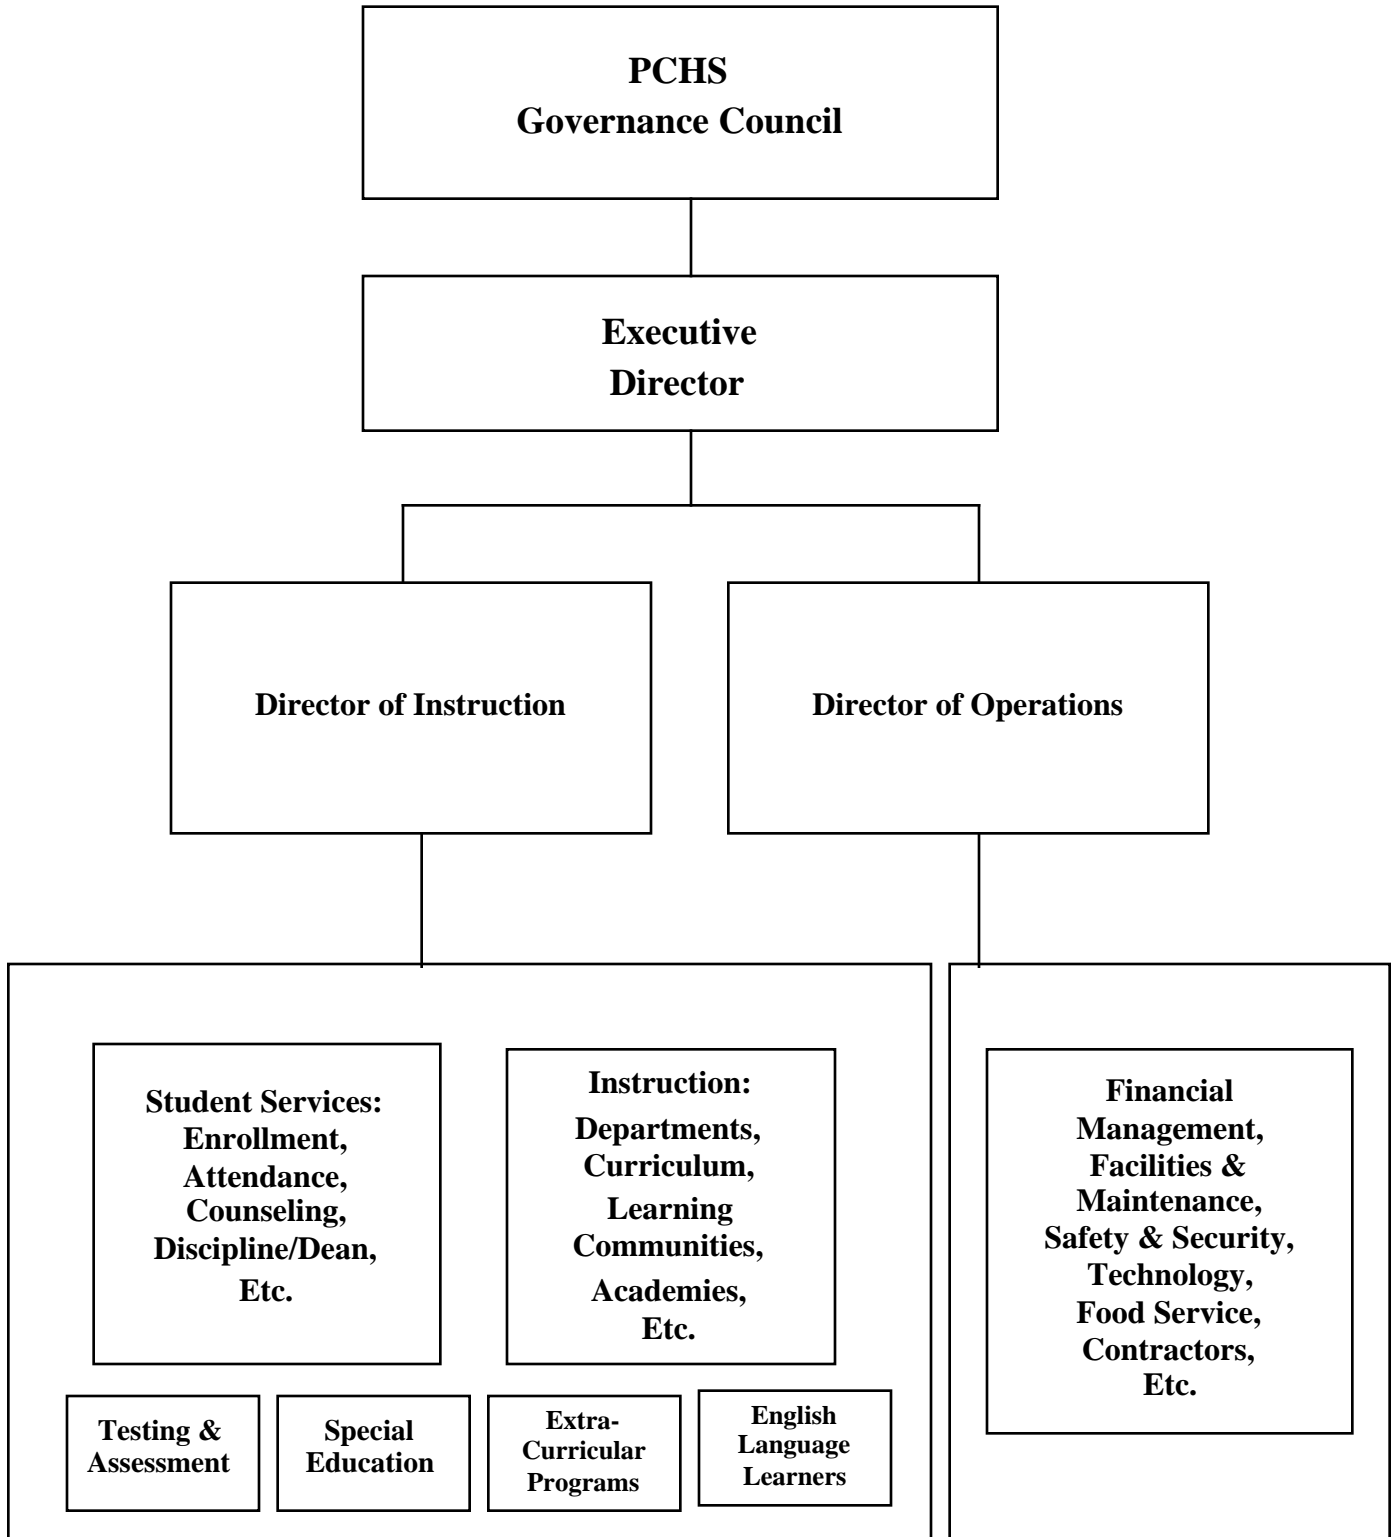 PCHS
Governance Council
Executive
Director
Director of Instruction
Director of Operations
Student Services:
Enrollment,
Attendance,
Counseling,
Discipline/Dean,
Etc.
Instruction:
Departments,
Curriculum,
Learning
Communities,
Academies,
Etc.
Financial
Management,
Facilities &
Maintenance,
Safety & Security,
Technology,
Food Service,
Contractors,
Etc.
Testing &
Assessment
Special
Education
Extra-
Curricular
Programs
English
Language
Learners